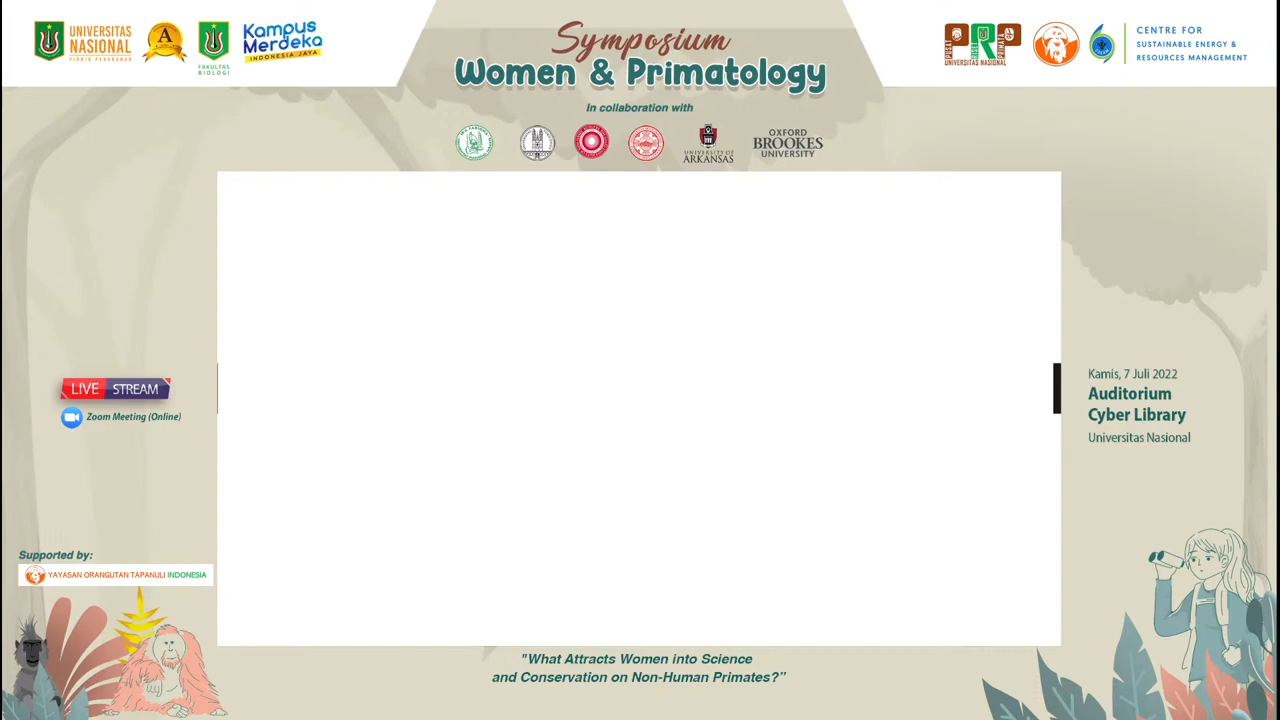 UNIVERSITAS
NASIONAL
PIONIR PERUBAHAN
A
FAKULTAS
BIOLOGI
Kampus
Merdeka
INDONESIA JAYA
Symposium
Women & Primatology
In collaboration with
UNIVERSITY OF
ARKANSAS
OXFORD
BROOKES
UNIVERSITY
PRP
UNIVERSITAS NASIONAL
CENTRE FOR
SUSTAINABLE ENERGY &
RESOURCES MANAGEMENT
LIVE STREAM
Zoom Meeting (Online)
Kamis, 7 Juli 2022
Auditorium
Cyber Library
Universitas Nasional
Supported by:
YAYASAN ORANGUTAN TAPANULI INDONESIA
"What Attracts Women into Science
and Conservation on Non-Human Primates?”